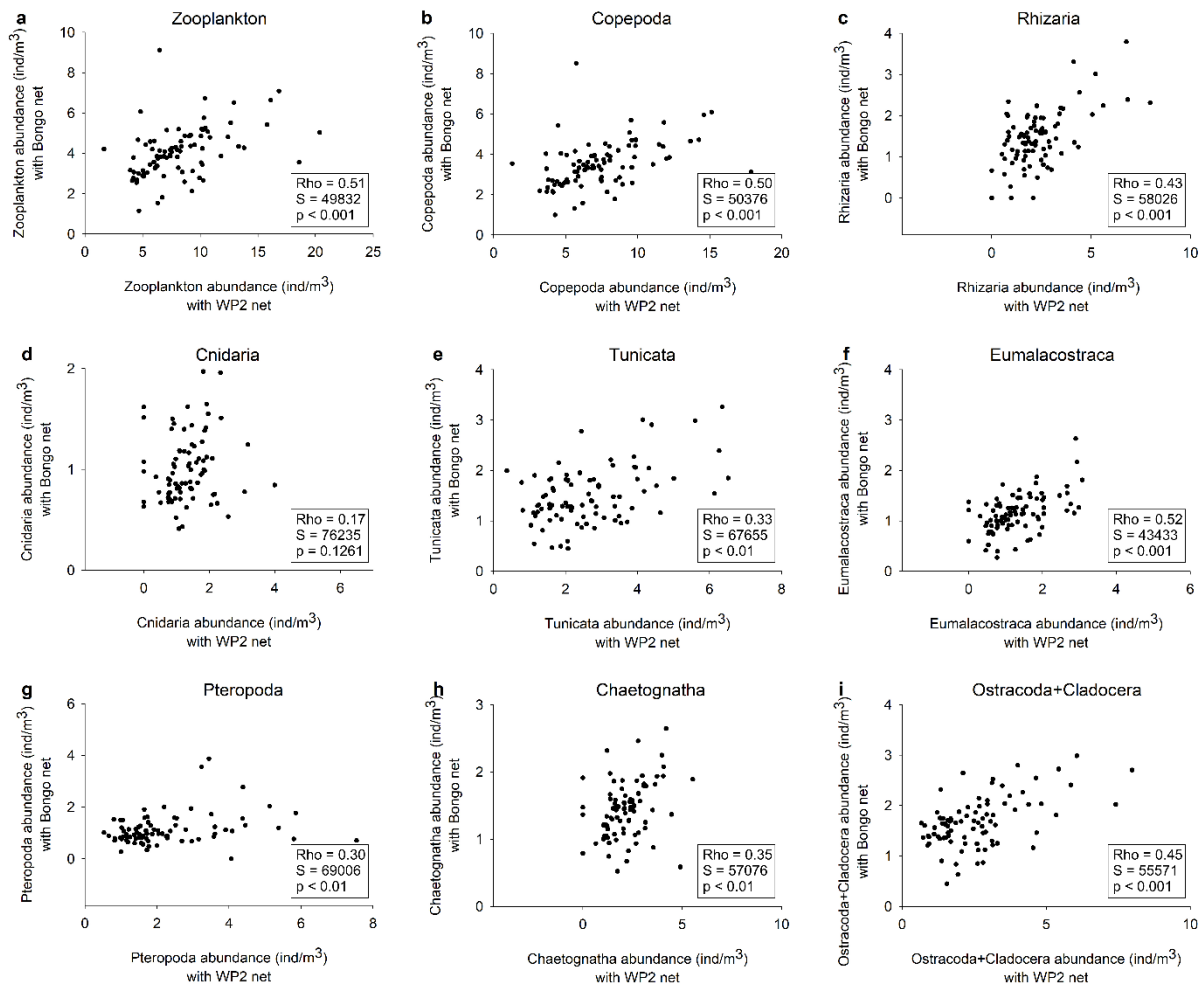 a
Zooplankton
Zooplankton abundance (ind/m³)
with Bongo net
10
8
6
4
2
0
0 5 10 15 20 25
Rho = 0.51
S = 49832
p < 0.001
Zooplankton abundance (ind/m³)
with WP2 net
b
Copepoda
Copepoda abundance (ind/m³)
with Bongo net
10
8
6
4
2
0
0 5 10 15 20
Rho = 0.50
S = 50376
p < 0.001
Copepoda abundance (ind/m³)
with WP2 net
c
Rhizaria
Rhizaria abundance (ind/m³)
with Bongo net
4
3
2
1
0
0 5 10
Rho = 0.43
S = 58026
p < 0.001
Rhizaria abundance (ind/m³)
with WP2 net
d
Cnidaria
Cnidaria abundance (ind/m³)
with Bongo net
2
1
0
0 2 4 6
Rho = 0.17
S = 76235
p = 0.1261
Cnidaria abundance (ind/m³)
with WP2 net
e
Tunicata
Tunicata abundance (ind/m³)
with Bongo net
4
3
2
1
0
0 2 4 6 8
Rho = 0.33
S = 67655
p < 0.01
Tunicata abundance (ind/m³)
with WP2 net
f
Eumalacostraca
Eumalacostraca abundance (ind/m³)
with Bongo net
4
3
2
1
0
0 2 4 6
Rho = 0.52
S = 43433
p < 0.001
Eumalacostraca abundance (ind/m³)
with WP2 net
g
Pteropoda
Pteropoda abundance (ind/m³)
with Bongo net
6
4
2
0
0 2 4 6 8
Rho = 0.30
S = 69006
p < 0.01
Pteropoda abundance (ind/m³)
with WP2 net
h
Chaetognatha
Chaetognatha abundance (ind/m³)
with Bongo net
3
2
1
0
0 5 10
Rho = 0.35
S = 57076
p < 0.01
Chaetognatha abundance (ind/m³)
with WP2 net
i
Ostracoda+Cladocera
Ostracoda+Cladocera abundance (ind/m³)
with Bongo net
4
3
2
1
0
0 5 10
Rho = 0.45
S = 55571
p < 0.001
Ostracoda+Cladocera abundance (ind/m³)
with WP2 net